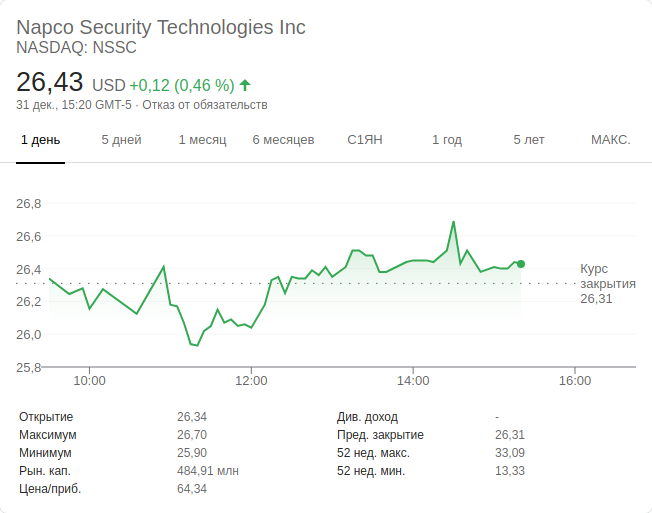 Napco Security Technologies Inc
NASDAQ: NSSC
26,43 USD +0,12 (0,46 %)
31 дек., 15:20 GMT-5 · Отказ от обязательств
1 день 5 дней 1 месяц 6 месяцев С1ЯН 1 год 5 лет МАКС.
26,8
26,6
26,4
26,2
26,0
25,8
Курс
закрытия
26,31
10:00 12:00 14:00 16:00
Открытие 26,34
Максимум 26,70
Минимум 25,90
Рын. кап. 484,91 млн
Цена/приб. 64,34
Див. доход -
Пред. закрытие 26,31
52 нед. макс. 33,09
52 нед. мин. 13,33